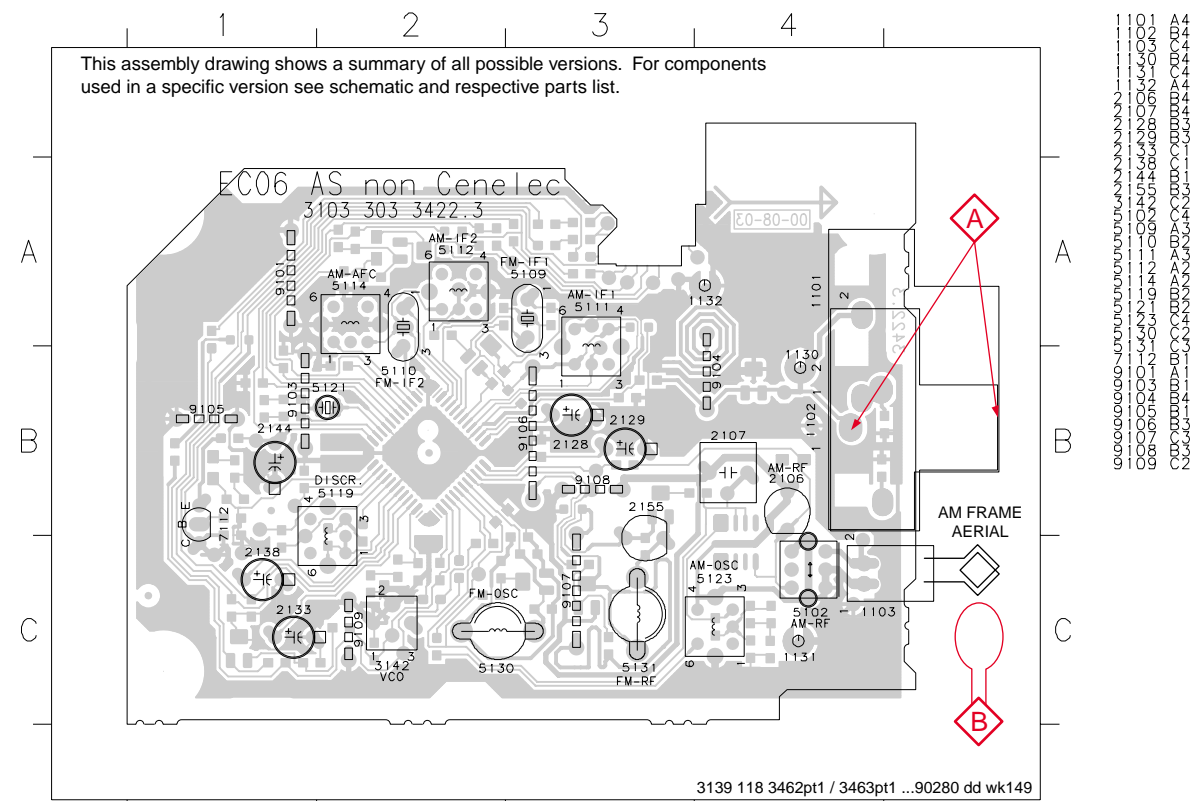 1 2 3 4
This assembly drawing shows a summary of all possible versions. For components
used in a specific version see schematic and respective parts list.
EC06 AS non Cenelec
3103 303 3422.3
00-80-03
A
A
A
B
B
C
C
9101
AM-AFC
5114
6 4
1 3
AM-IF2
5112
6 4
1 3
FM-IF1
5109
1
3
AM-IF1
5111
6 4
1 3
1132
1101
2
3422.3
1
3
5110
FM-IF2
5121
9103
9105
2144
9106
2128
2129
9104
1130
2
1
1102
1
2107
AM-RF
2106
9108
DISCR.
5119
4 3
6 1
E
B
C
7112
2155
2138
2133
9109
2
1 3
3142
VCO
FM-OSC
5130
9107
5131
FM-RF
AM-OSC
5123
4 3
6 1
5102
AM-RF
1131
2
1
1103
AM FRAME
AERIAL
A
B
3139 118 3462pt1 / 3463pt1 ...90280 dd wk149
1101 A4
1102 B4
1103 C4
1130 B4
1131 C4
1132 A4
2106 B4
2107 B4
2128 B3
2129 B3
2133 C1
2138 C1
2144 B1
2155 B3
3142 C2
5102 C4
5109 A3
5110 B2
5111 A3
5112 A2
5114 A2
5119 B2
5121 B2
5123 C4
5130 C2
5131 C3
7112 B1
9101 A1
9103 B1
9104 B4
9105 B1
9106 B3
9107 C3
9108 B3
9109 C2